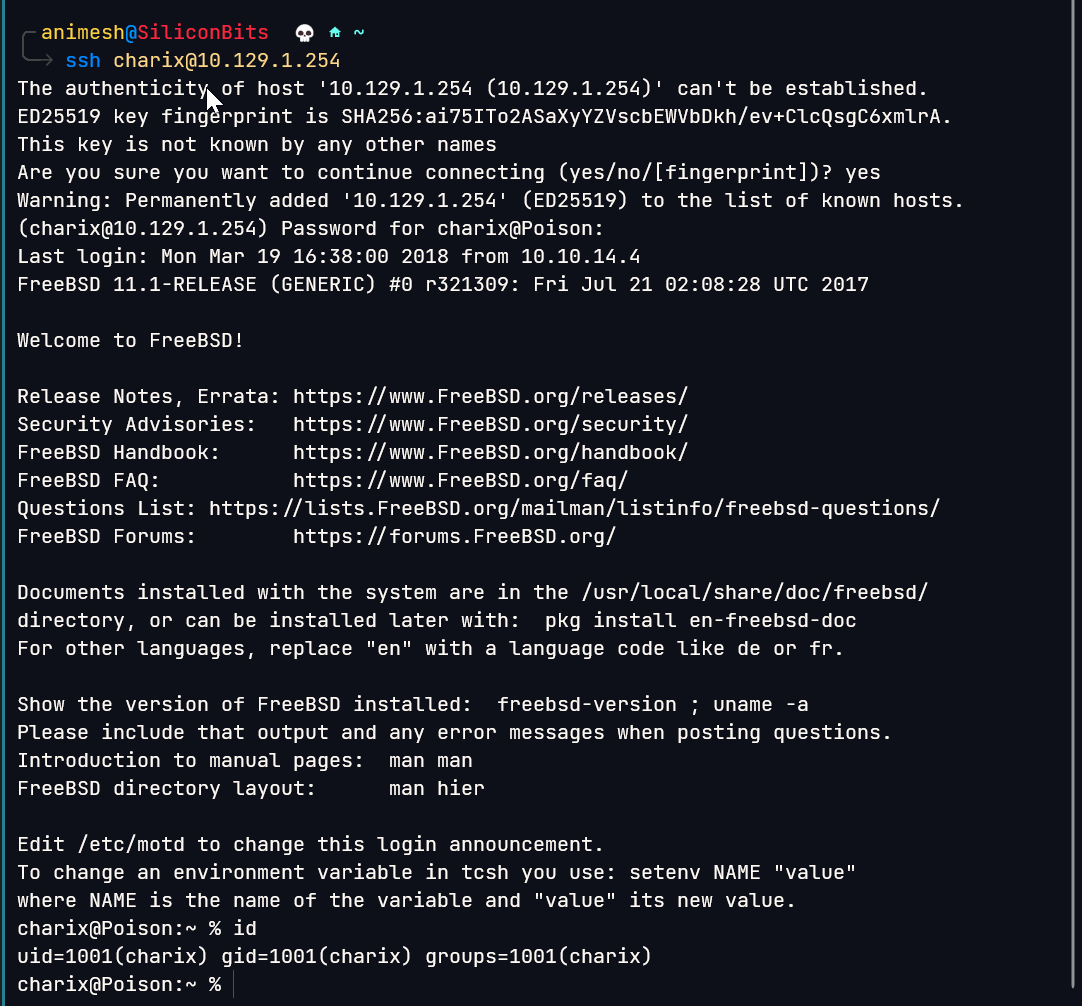 animesh@SiliconBits ~
ssh charix@10.129.1.254
The authenticity of host '10.129.1.254 (10.129.1.254)' can't be established.
ED25519 key fingerprint is SHA256:ai75ITo2ASaXyYZVscbEWVbDkh/ev+ClcQsgC6xmlrA.
This key is not known by any other names
Are you sure you want to continue connecting (yes/no/[fingerprint])? yes
Warning: Permanently added '10.129.1.254' (ED25519) to the list of known hosts.
(charix@10.129.1.254) Password for charix@Poison:
Last login: Mon Mar 19 16:38:00 2018 from 10.10.14.4
FreeBSD 11.1-RELEASE (GENERIC) #0 r321309: Fri Jul 21 02:08:28 UTC 2017
Welcome to FreeBSD!
Release Notes, Errata: https://www.FreeBSD.org/releases/
Security Advisories:   https://www.FreeBSD.org/security/
FreeBSD Handbook:      https://www.FreeBSD.org/handbook/
FreeBSD FAQ:           https://www.FreeBSD.org/faq/
Questions List: https://lists.FreeBSD.org/mailman/listinfo/freebsd-questions/
FreeBSD Forums:        https://forums.FreeBSD.org/
Documents installed with the system are in the /usr/local/share/doc/freebsd/
directory, or can be installed later with:  pkg install en-freebsd-doc
For other languages, replace "en" with a language code like de or fr.
Show the version of FreeBSD installed:  freebsd-version ; uname -a
Please include that output and any error messages when posting questions.
Introduction to manual pages:  man man
FreeBSD directory layout:      man hier
Edit /etc/motd to change this login announcement.
To change an environment variable in tcsh you use: setenv NAME "value"
where NAME is the name of the variable and "value" its new value.
charix@Poison:~ % id
uid=1001(charix) gid=1001(charix) groups=1001(charix)
charix@Poison:~ %